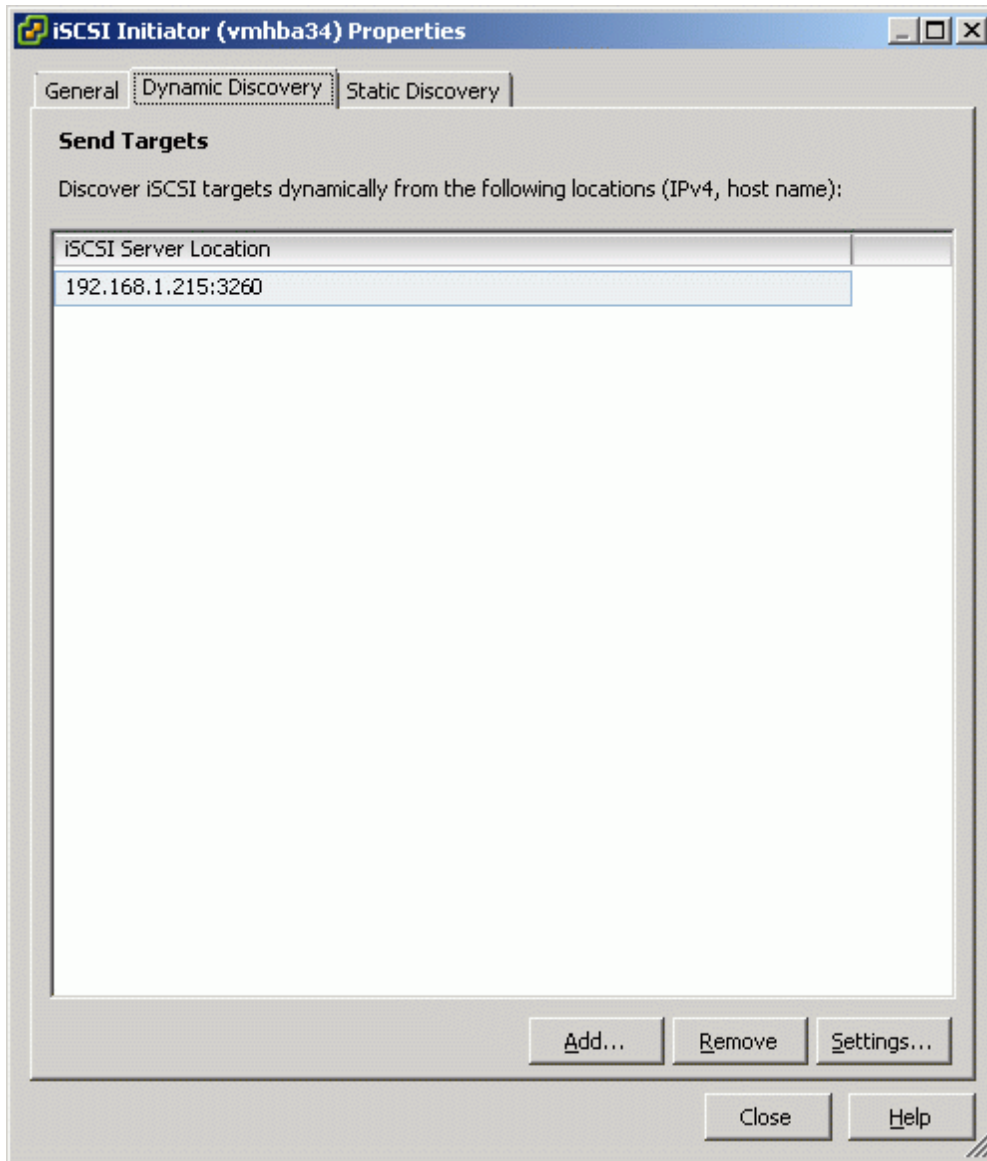 iSCSI Initiator (vmhba34) Properties
General
Dynamic Discovery
Static Discovery
Send Targets
Discover iSCSI targets dynamically from the following locations (IPv4, host name):
iSCSI Server Location
192.168.1.215:3260
Add...
Remove
Settings...
Close
Help